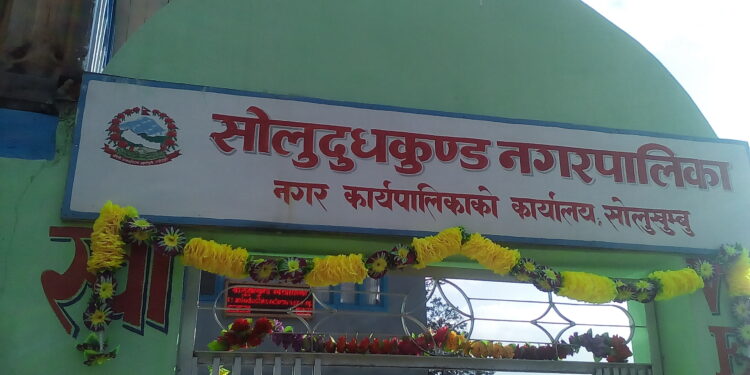 सोलुदुधकुण्ड नगरपालिका
नगर कार्यपालिकाको कार्यालय, सोलुखुम्बु